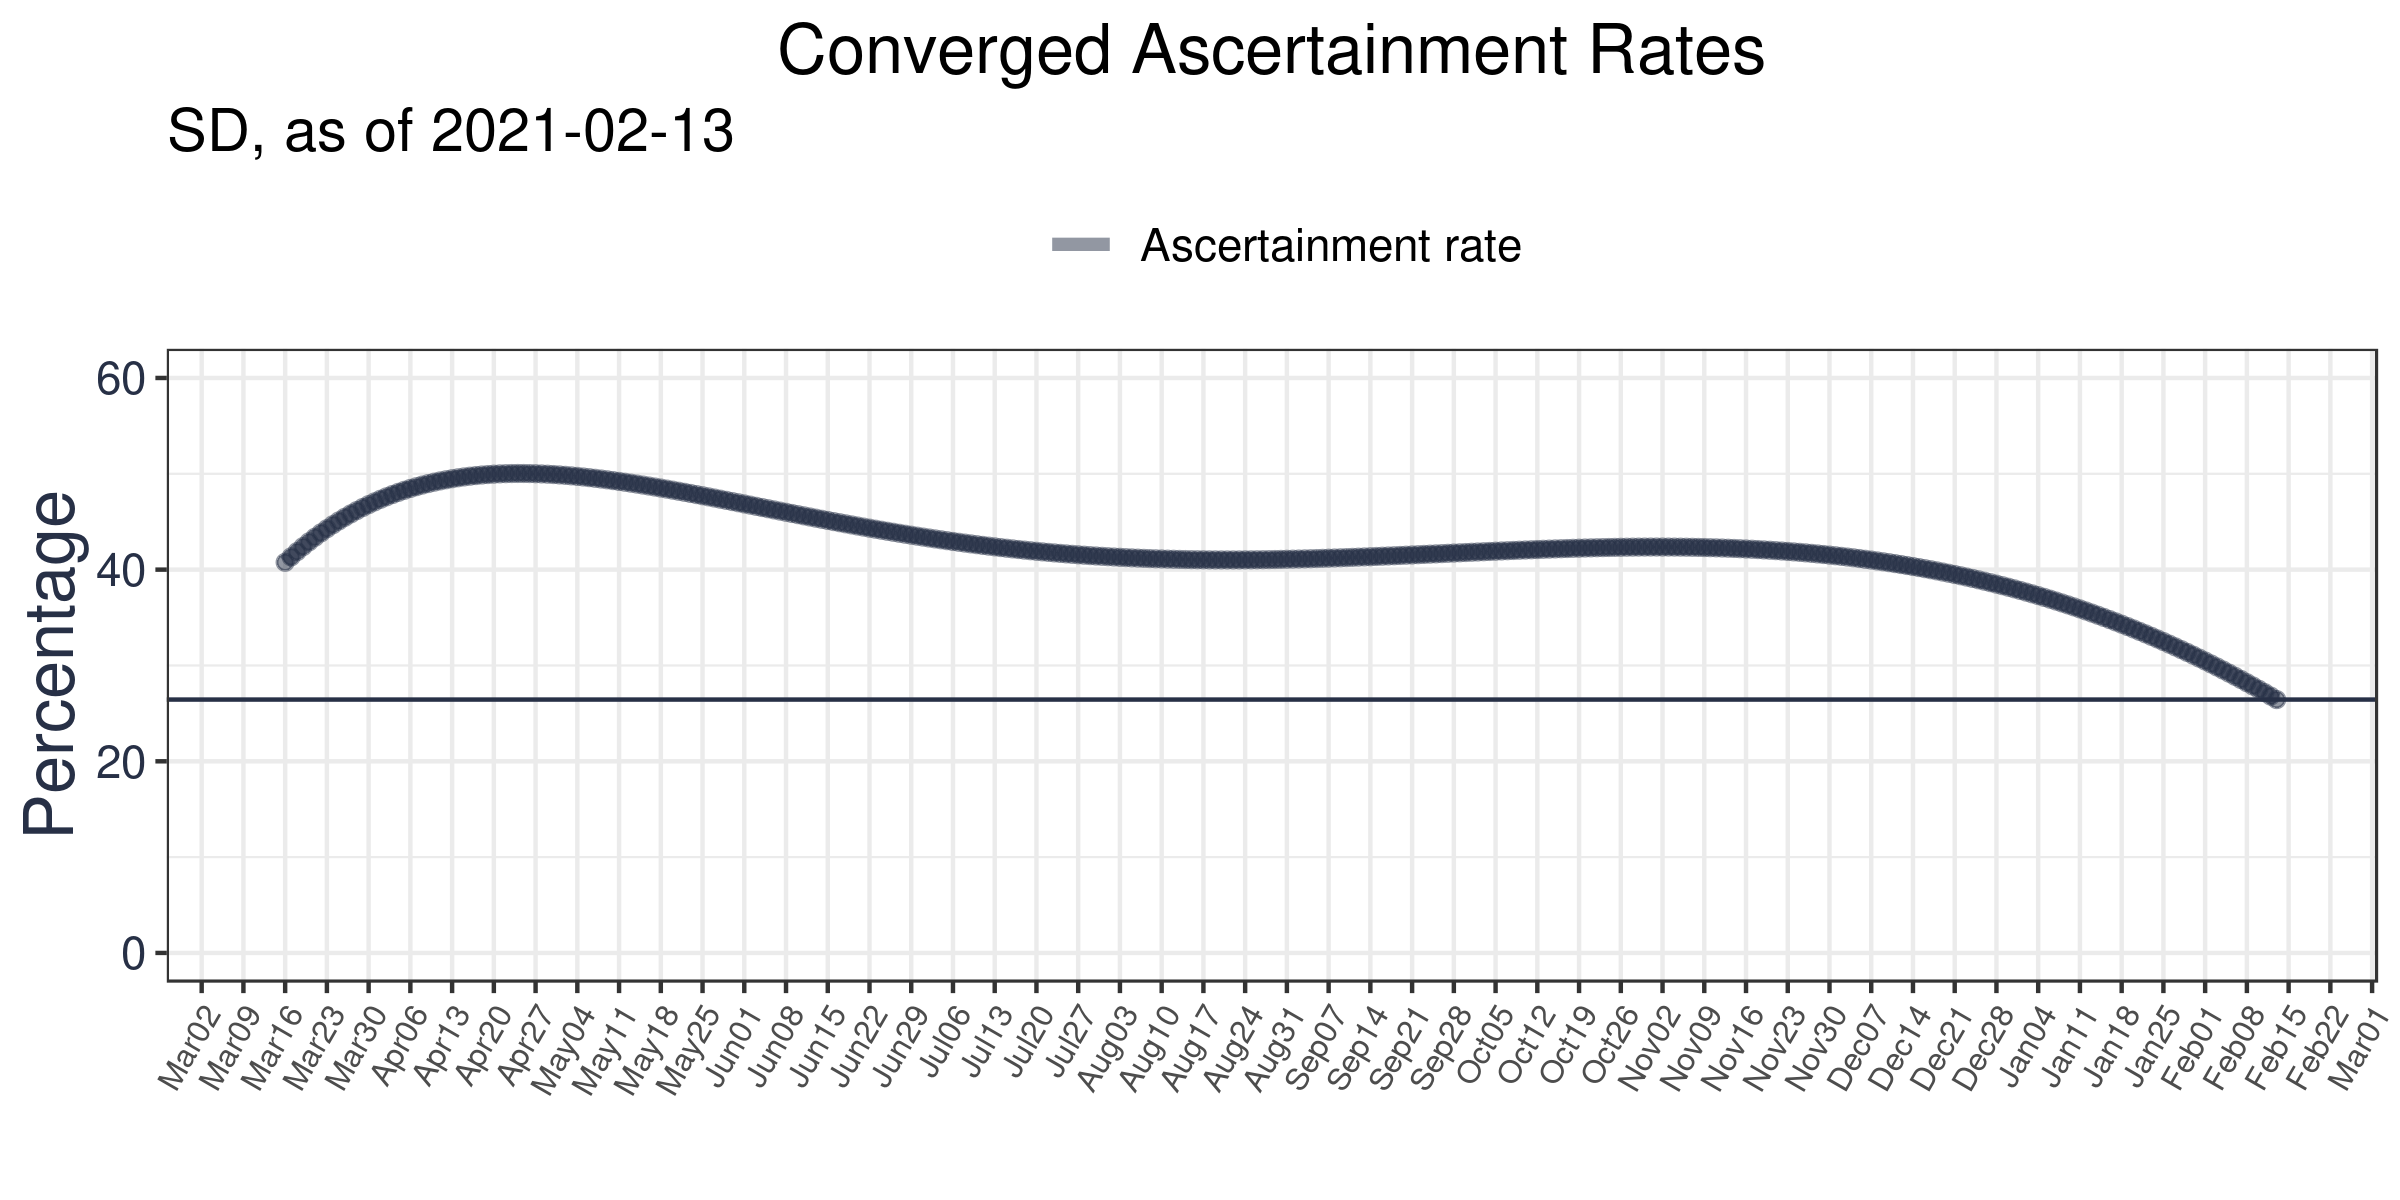 Converged Ascertainment Rates
SD, as of 2021-02-13
Ascertainment rate
Percentage
60
40
20
0
Mar02
Mar09
Mar16
Mar23
Mar30
Apr06
Apr13
Apr20
Apr27
May04
May11
May18
May25
Jun01
Jun08
Jun15
Jun22
Jun29
Jul06
Jul13
Jul20
Jul27
Aug03
Aug10
Aug17
Aug24
Aug31
Sep07
Sep14
Sep21
Sep28
Oct05
Oct12
Oct19
Oct26
Nov02
Nov09
Nov16
Nov23
Nov30
Dec07
Dec14
Dec21
Dec28
Jan04
Jan11
Jan18
Jan25
Feb01
Feb08
Feb15
Feb22
Mar01